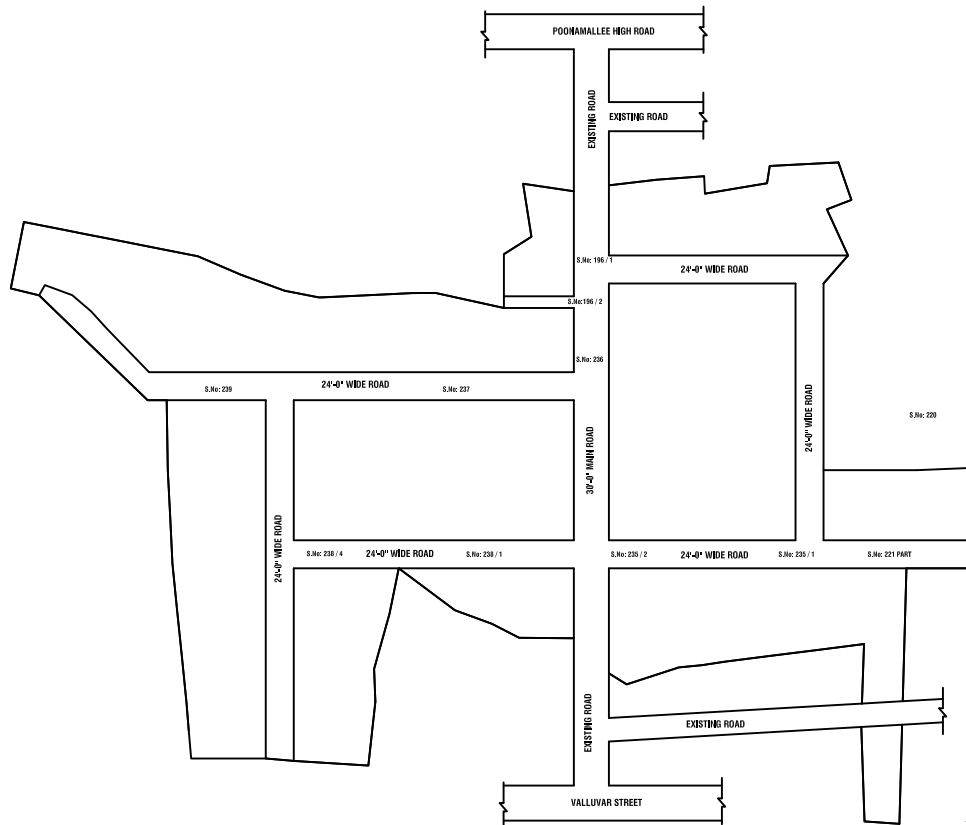 POONAMALLEE HIGH ROAD
EXISTING ROAD
EXISTING ROAD
S.No: 196 / 1
24'-0" WIDE ROAD
S.No:196 / 2
S.No: 236
24'-0" WIDE ROAD
S.No: 239
S.No: 237
24'-0" WIDE ROAD
S.No: 220
30'-0" MAIN ROAD
24'-0" WIDE ROAD
S.No: 238 / 4
24'-0" WIDE ROAD
S.No: 238 / 1
S.No: 235 / 2
24'-0" WIDE ROAD
S.No: 235 / 1
S.No: 221 PART
EXISTING ROAD
EXISTING ROAD
VALLUVAR STREET